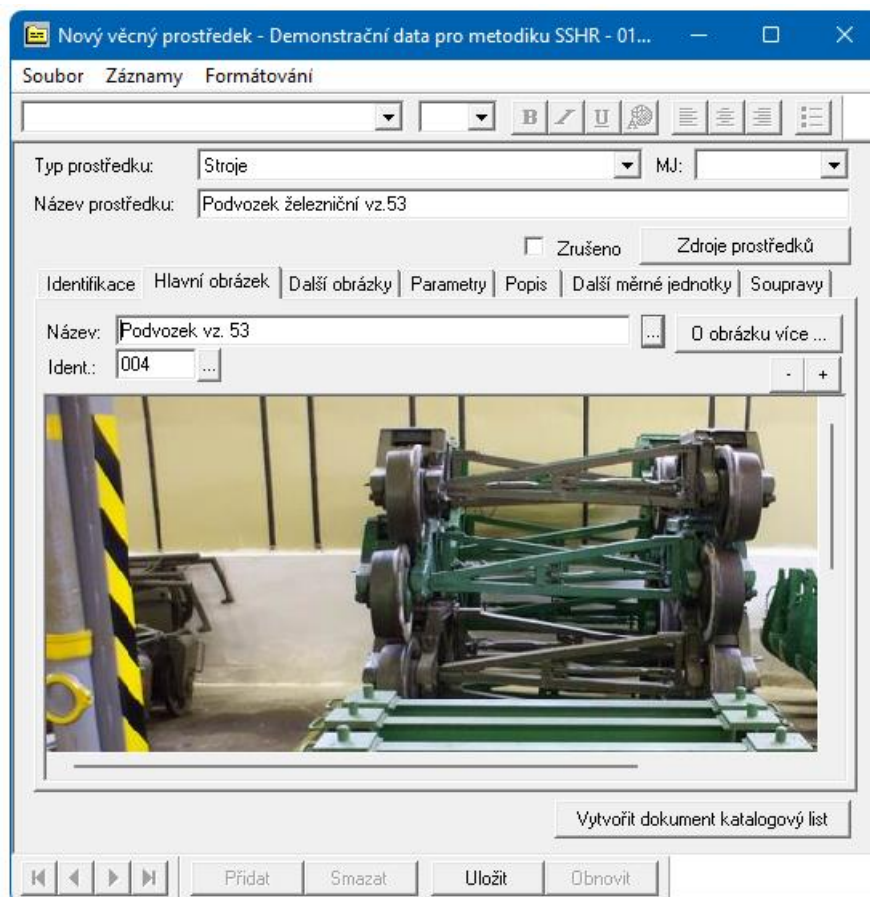 Nový věcný prostředek - Demonstrační data pro metodiku SSHR - 01...
Soubor Záznamy Formátování
B I U
Typ prostředku: Stroje MJ:
Název prostředku: Podvozek železniční vz.53
Zrušeno Zdroje prostředků
Identifikace Hlavní obrázek Další obrázky Parametry Popis Další měrné jednotky Soupravy
Název: Podvozek vz. 53 ... O obrázku více ...
Ident.: 004 ...
- +
Vytvořit dokument katalogový list
Přidat Smazat Uložit Obnovit